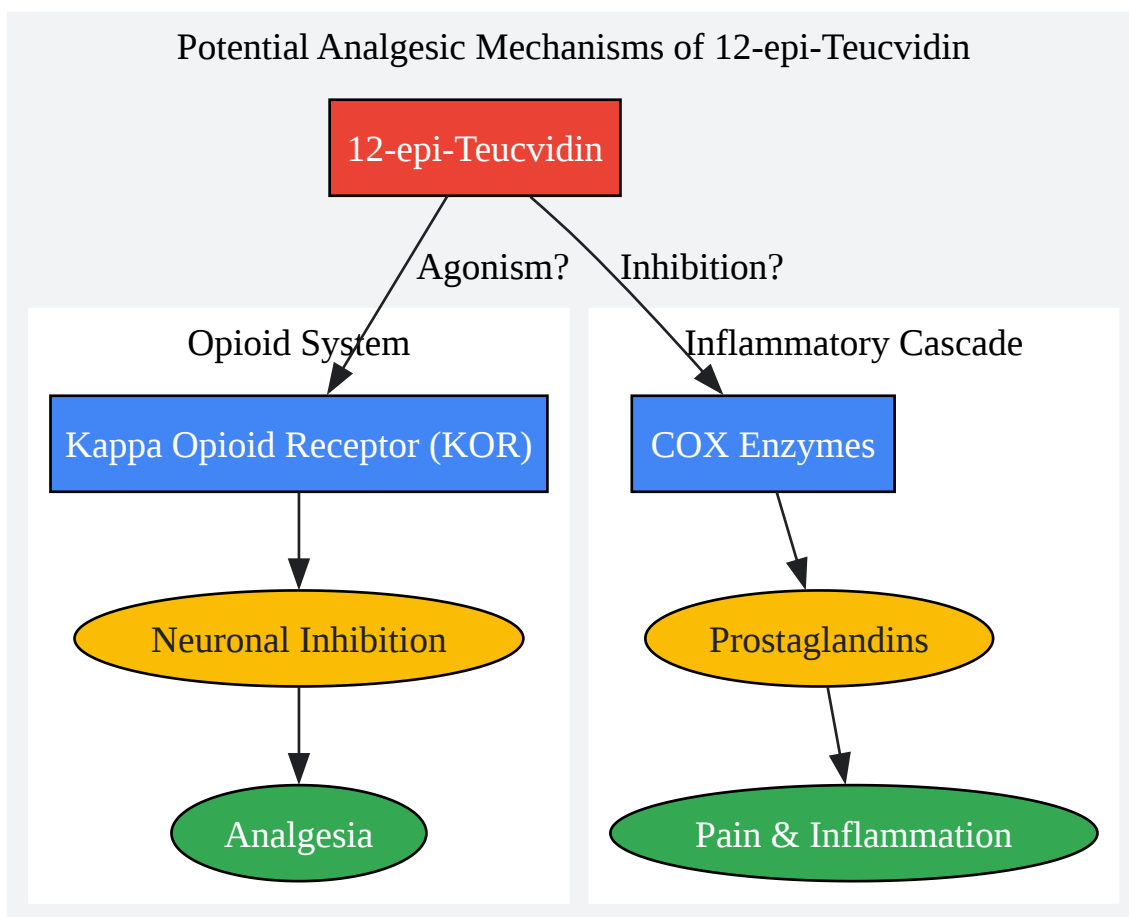 Potential Analgesic Mechanisms of 12-epi-Teucvidin
12-epi-Teucvidin
Agonism?
Inhibition?
Opioid System
Inflammatory Cascade
Kappa Opioid Receptor (KOR)
COX Enzymes
Neuronal Inhibition
Prostaglandins
Analgesia
Pain & Inflammation